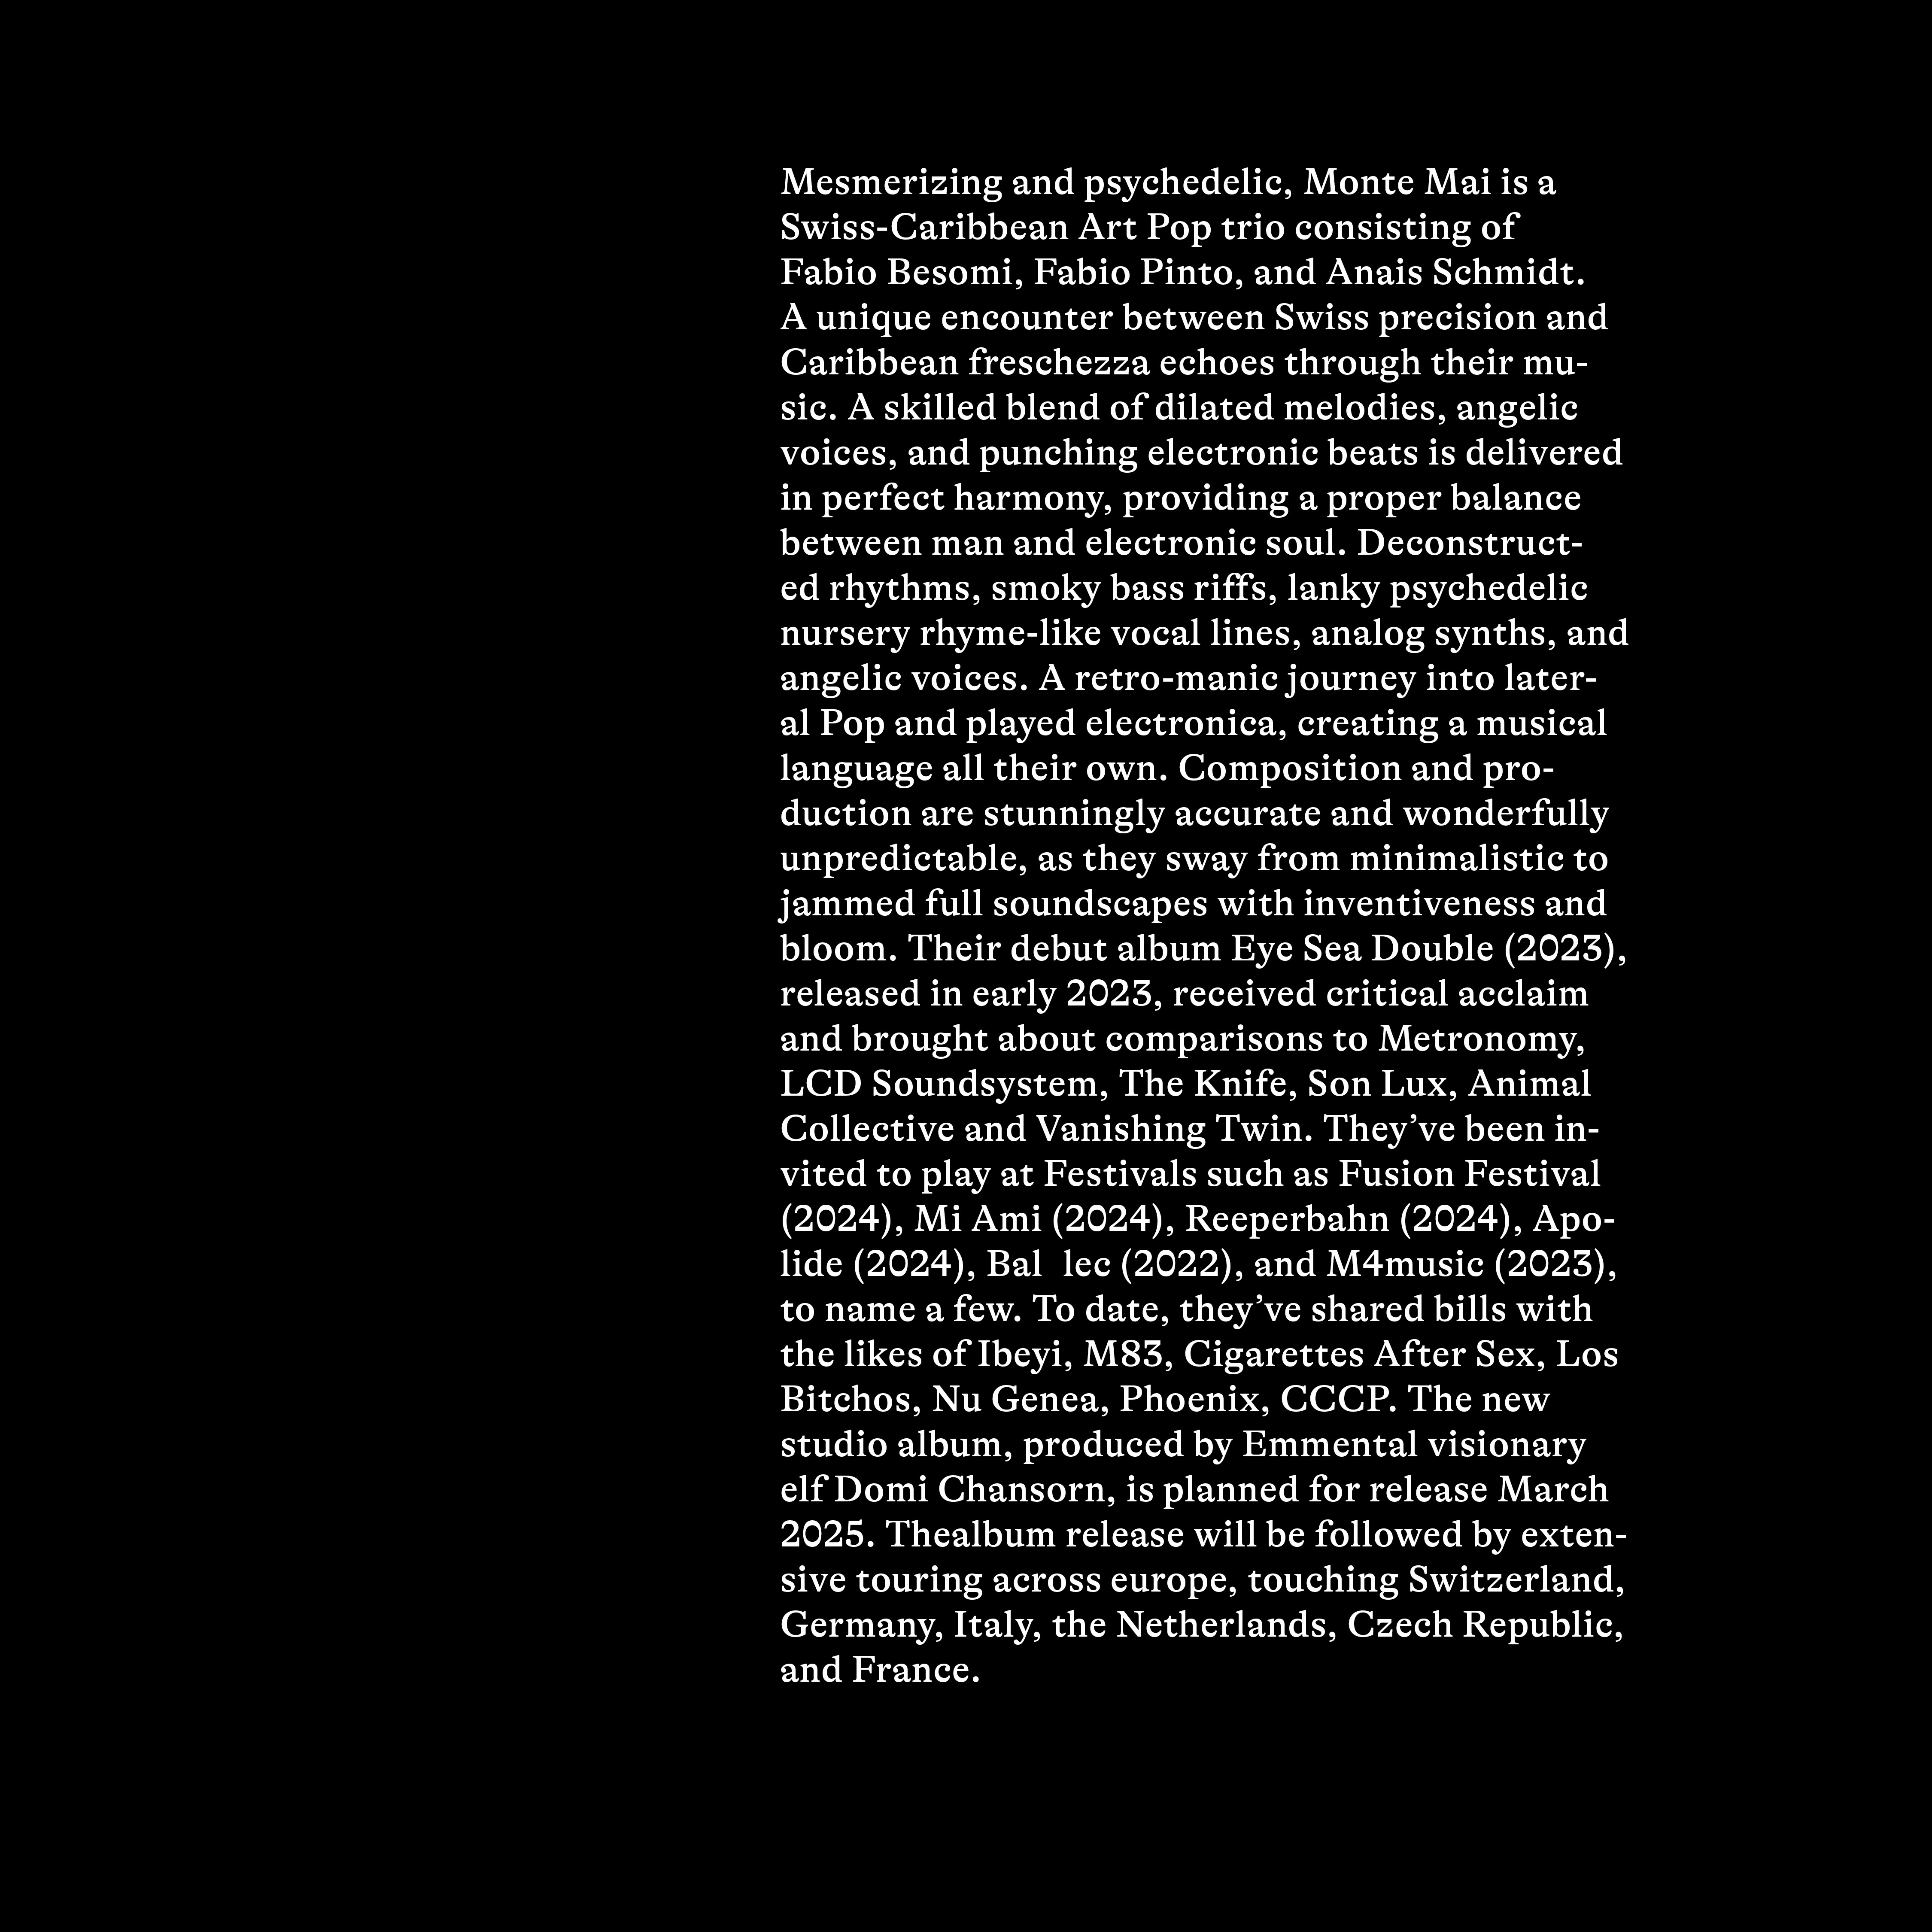 Mesmerizing and psychedelic, Monte Mai is a
Swiss-Caribbean Art Pop trio consisting of
Fabio Besomi, Fabio Pinto, and Anais Schmidt.
A unique encounter between Swiss precision and
Caribbean freschezza echoes through their mu-
sic. A skilled blend of dilated melodies, angelic
voices, and punching electronic beats is delivered
in perfect harmony, providing a proper balance
between man and electronic soul. Deconstruct-
ed rhythms, smoky bass riffs, lanky psychedelic
nursery rhyme-like vocal lines, analog synths, and
angelic voices. A retro-manic journey into later-
al Pop and played electronica, creating a musical
language all their own. Composition and pro-
duction are stunningly accurate and wonderfully
unpredictable, as they sway from minimalistic to
jammed full soundscapes with inventiveness and
bloom. Their debut album Eye Sea Double (2023),
released in early 2023, received critical acclaim
and brought about comparisons to Metronomy,
LCD Soundsystem, The Knife, Son Lux, Animal
Collective and Vanishing Twin. They’ve been in-
vited to play at Festivals such as Fusion Festival
(2024), Mi Ami (2024), Reeperbahn (2024), Apo-
lide (2024), Bal  lec (2022), and M4music (2023),
to name a few. To date, they’ve shared bills with
the likes of Ibeyi, M83, Cigarettes After Sex, Los
Bitchos, Nu Genea, Phoenix, CCCP. The new
studio album, produced by Emmental visionary
elf Domi Chansorn, is planned for release March
2025. Thealbum release will be followed by exten-
sive touring across europe, touching Switzerland,
Germany, Italy, the Netherlands, Czech Republic,
and France.